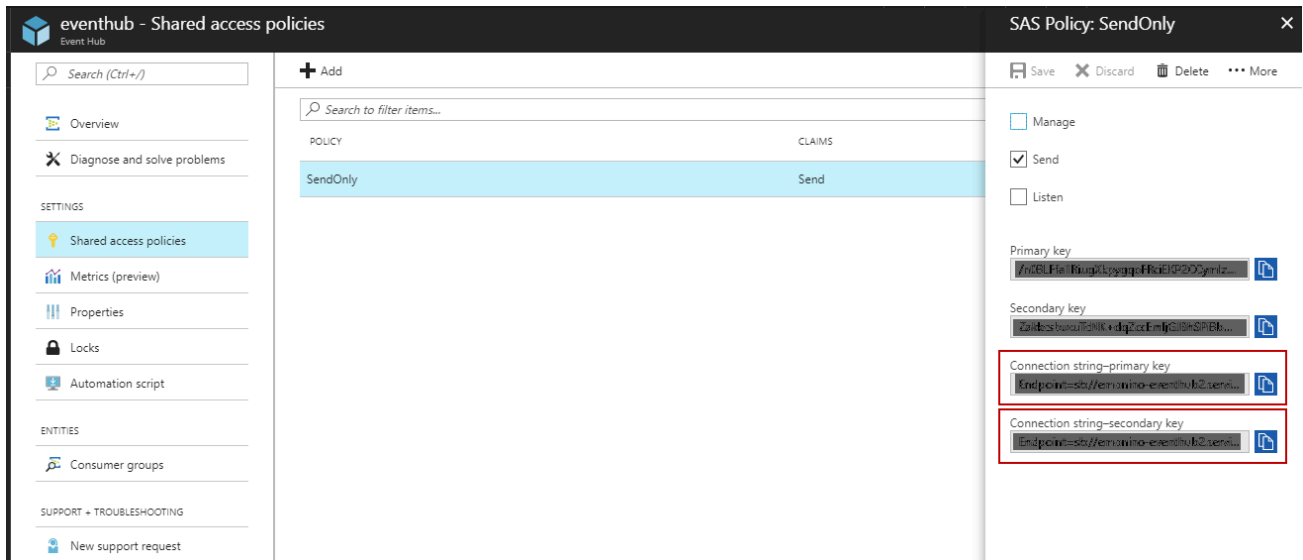 eventhub - Shared access policies
Event Hub
Search (Ctrl+/)
Overview
Diagnose and solve problems
SETTINGS
Shared access policies
Metrics (preview)
Properties
Locks
Automation script
ENTITIES
Consumer groups
SUPPORT + TROUBLESHOOTING
New support request
Add
Search to filter items...
POLICY CLAIMS
SendOnly Send
SAS Policy: SendOnly
Save Discard Delete More
Manage
Send
Listen
Primary key
Secondary key
Connection string–primary key
Connection string–secondary key